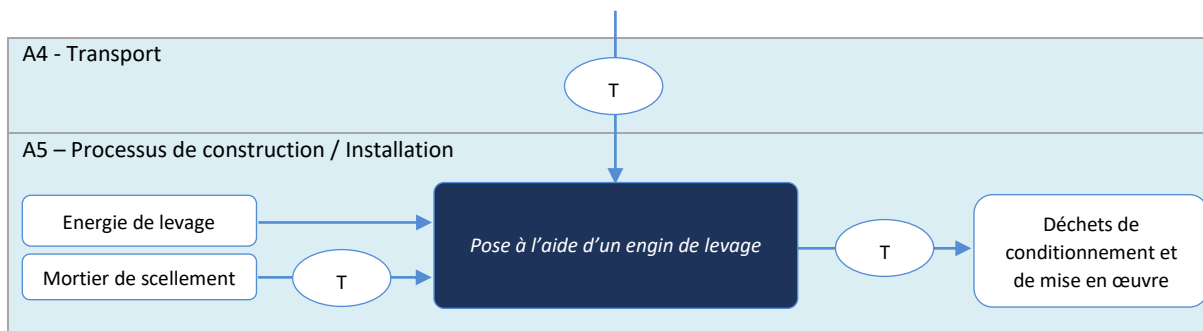 A4 - Transport
T
A5 – Processus de construction / Installation
Energie de levage
Mortier de scellement
T
Pose à l’aide d’un engin de levage
T
Déchets de
conditionnement et
de mise en œuvre